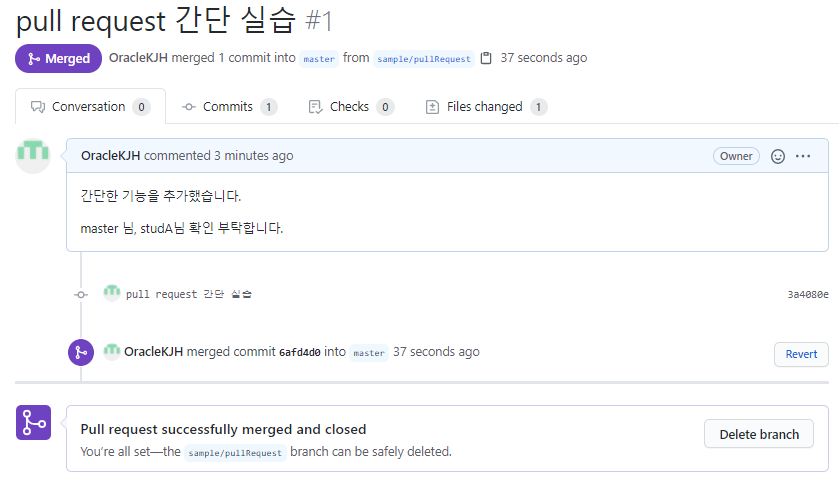 pull request 간단 실습 #1
Merged OracleKJH merged 1 commit into master from sample/pullRequest 37 seconds ago
Conversation 0 Commits 1 Checks 0 Files changed 1
OracleKJH commented 3 minutes ago Owner
간단한 기능을 추가했습니다.
master 님, studA님 확인 부탁합니다.
pull request 간단 실습 3a4080e
OracleKJH merged commit 6afd4d0 into master 37 seconds ago Revert
Pull request successfully merged and closed
You're all set—the sample/pullRequest branch can be safely deleted.
Delete branch